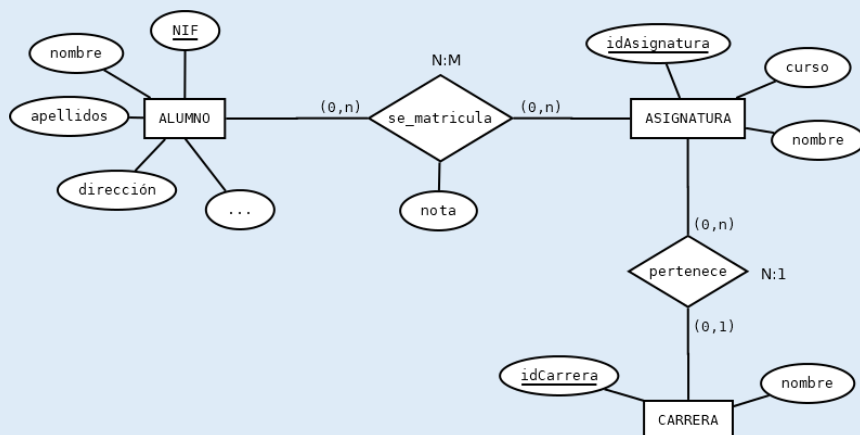 NIF
nombre
apellidos
ALUMNO
dirección
...
(0,n)
N:M
se_matricula
(0,n)
nota
idAsignatura
curso
ASIGNATURA
nombre
(0,n)
pertenece
N:1
(0,1)
idCarrera
nombre
CARRERA